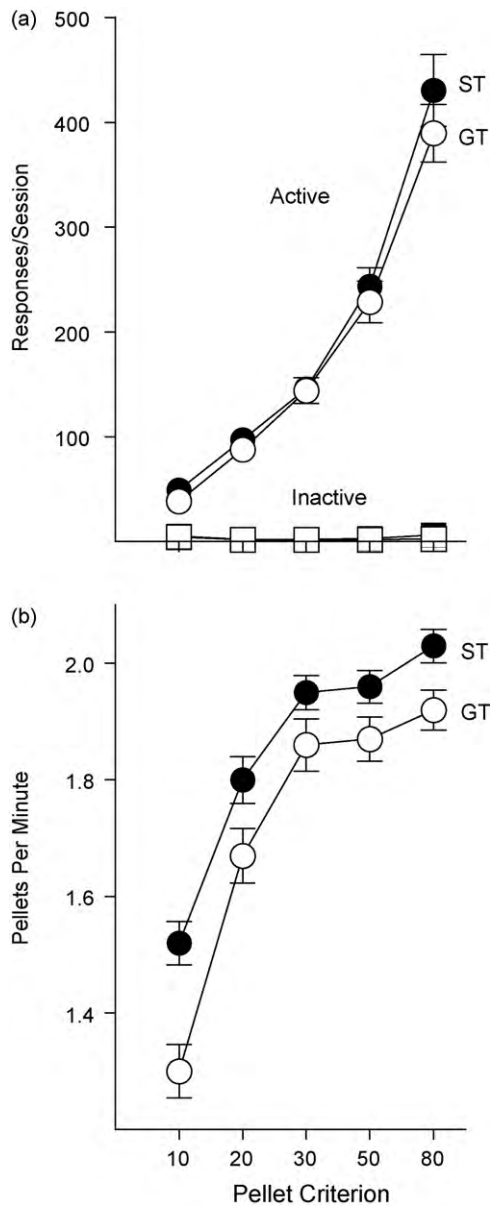 (a)
500
400
300
200
100
Responses/Session
ST
GT
Active
Inactive
(b)
2.0
1.8
1.6
1.4
Pellets Per Minute
ST
GT
10 20 30 50 80
Pellet Criterion